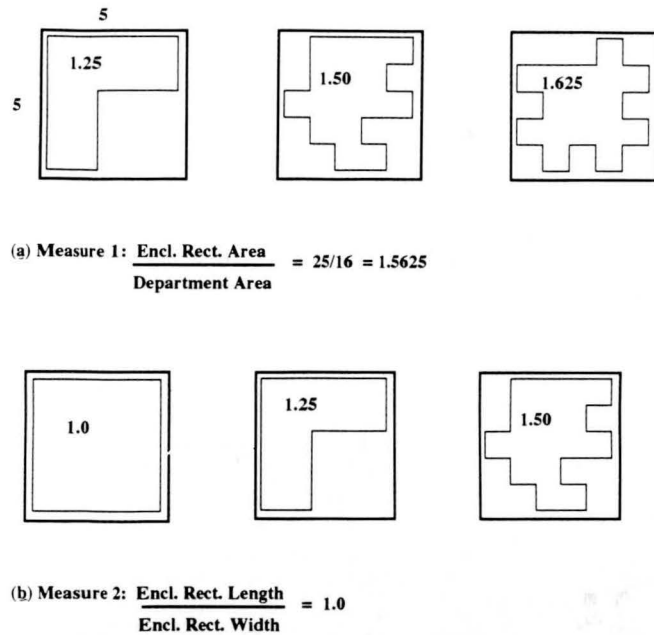 5
5
1.25
1.50
1.625
(a) Measure 1: Encl. Rect. Area
Department Area
= 25/16 = 1.5625
1.0
1.25
1.50
(b) Measure 2: Encl. Rect. Length
Encl. Rect. Width
= 1.0